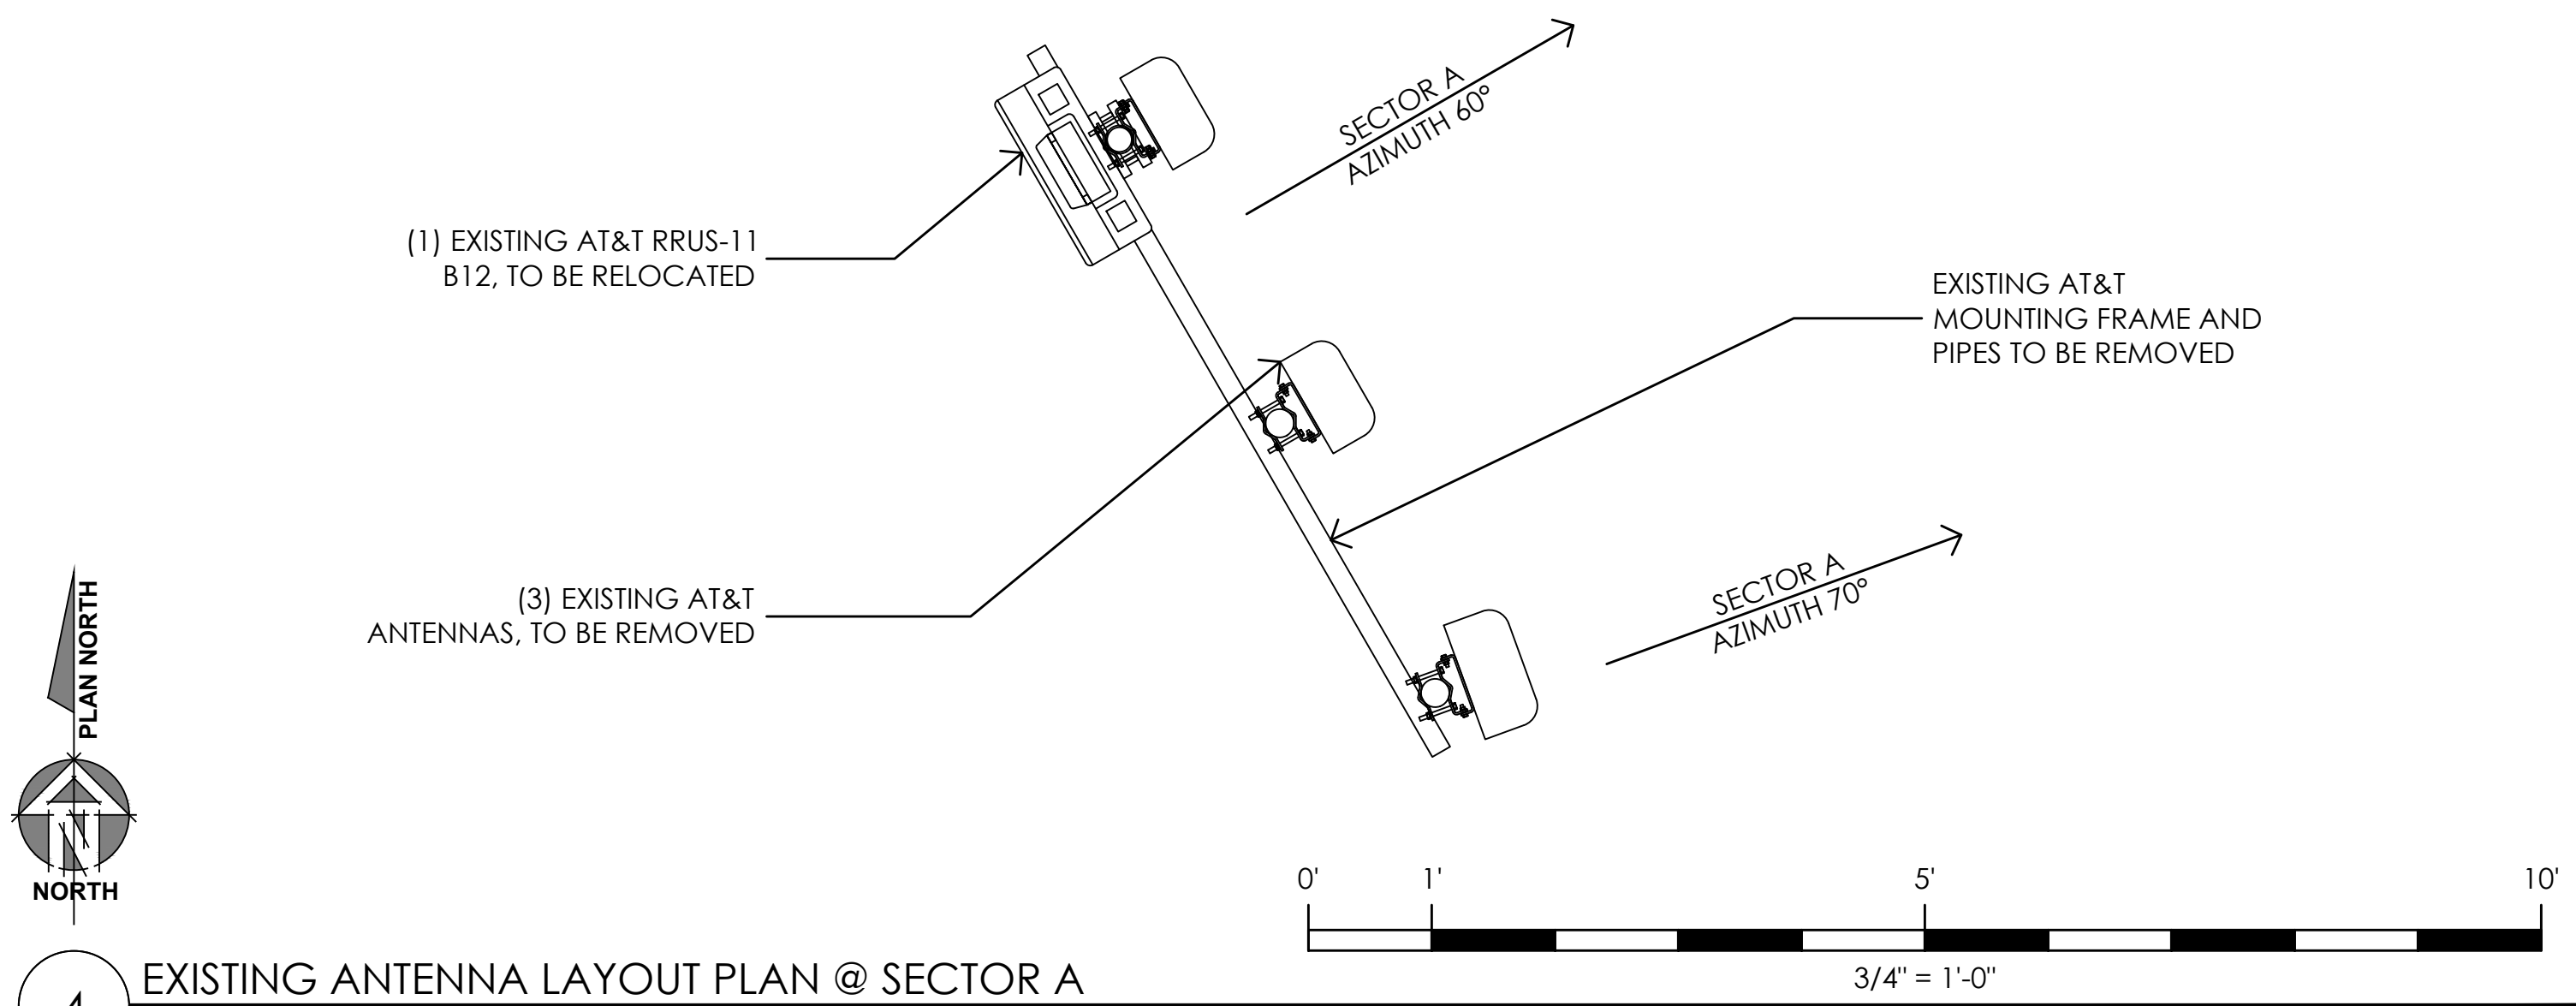 SECTOR A
AZIMUTH 60°
(1) EXISTING AT&T RRUS-11
B12, TO BE RELOCATED
EXISTING AT&T
MOUNTING FRAME AND
PIPES TO BE REMOVED
(3) EXISTING AT&T
ANTENNAS, TO BE REMOVED
SECTOR A
AZIMUTH 70°
PLAN NORTH
N
NORTH
0' 1' 5' 10'
3/4" = 1'-0"
EXISTING ANTENNA LAYOUT PLAN @ SECTOR A